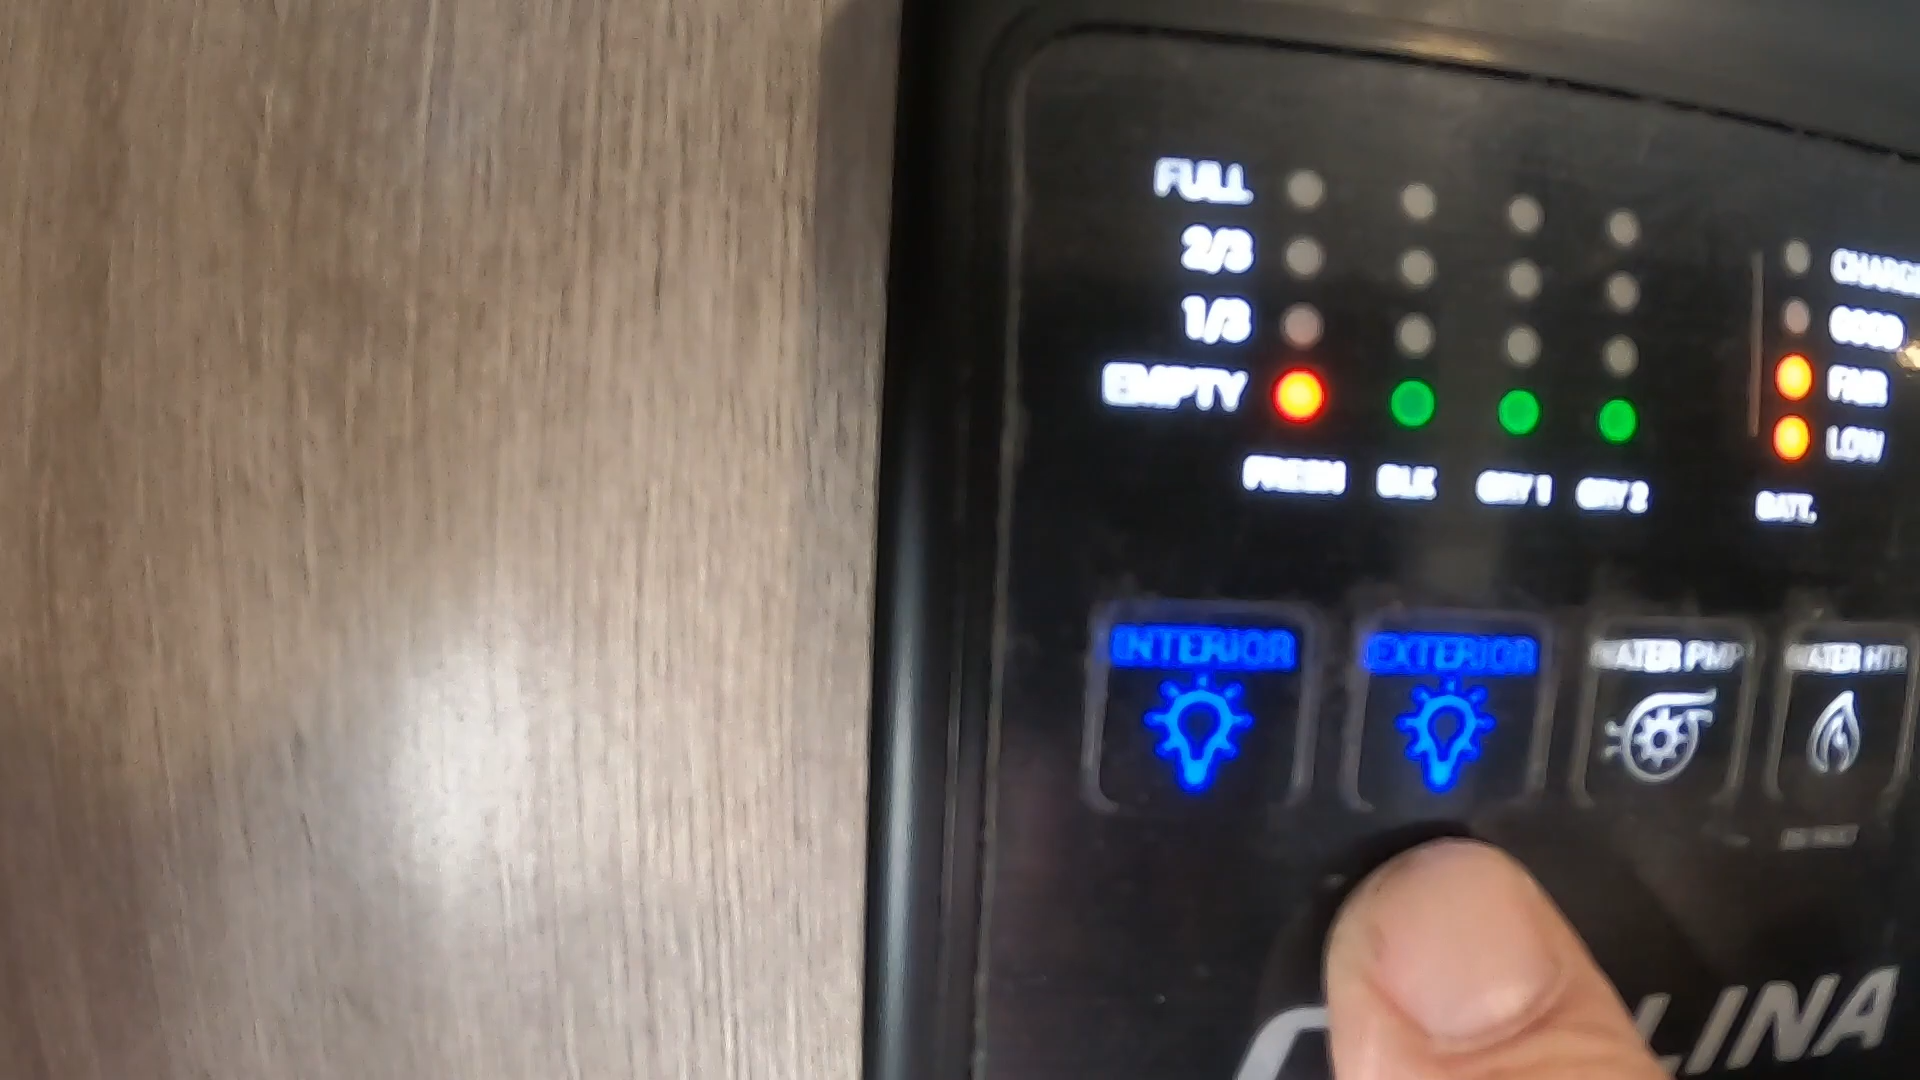 FULL
2/3
1/3
EMPTY
FRESH BLK GRY 1 GRY 2
GOOD
FAIR
LOW
BATT.
INTERIOR EXTERIOR WATER PMP WATER HTR